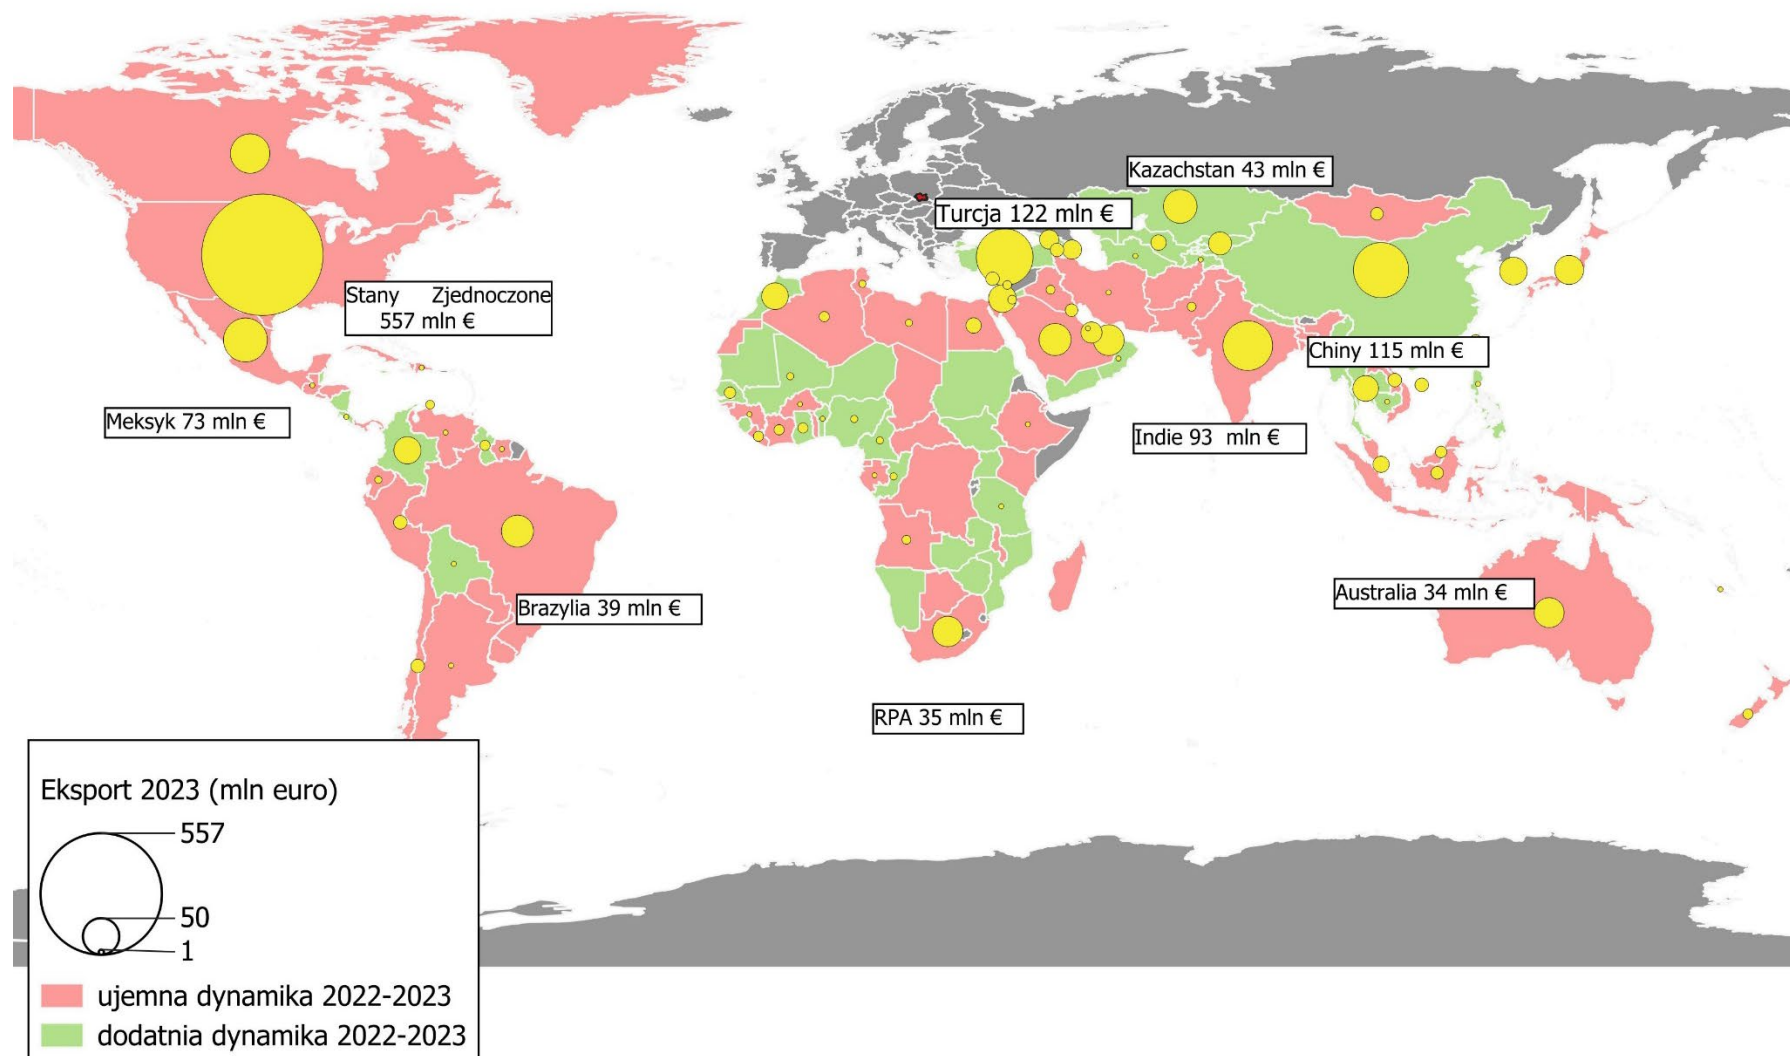 Kazachstan 43 mln €
Turcja 122 mln €
Stany Zjednoczone
557 mln €
Chiny 115 mln €
Meksyk 73 mln €
Indie 93 mln €
Brazylia 39 mln €
Australia 34 mln €
RPA 35 mln €
Eksport 2023 (mln euro)
557
50
1
ujemna dynamika 2022-2023
dodatnia dynamika 2022-2023